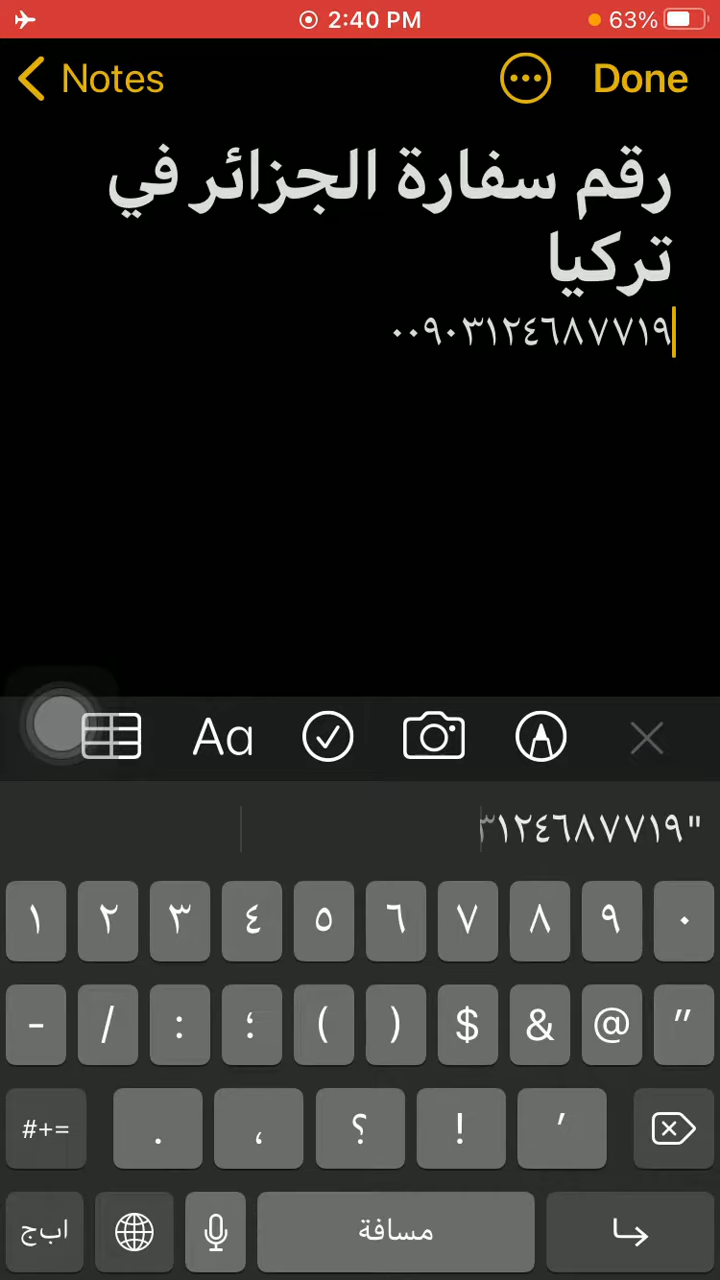 2:40 PM
63%
Notes
Done
رقم سفارة الجزائر في
تركيا
٠٠٩٠٣١٢٤٦٨٧٧١٩
Aa
٣١٢٤٦٨٧٧١٩"
١ ٢ ٣ ٤ ٥ ٦ ٧ ٨ ٩ ٠
- / : ؛ ( ) $ & @ "
#+= . ، ؟ ! '
ا ب ج
مسافة